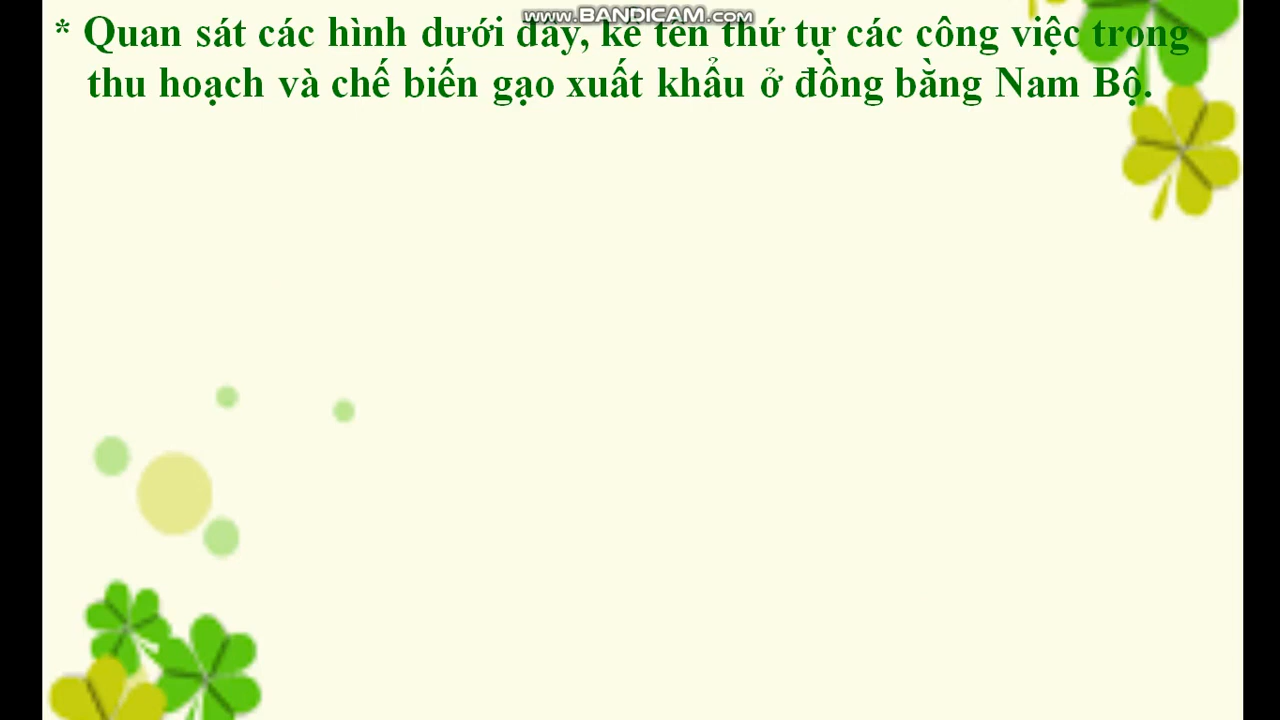 www.BANDICAM.com
* Quan sát các hình dưới đây, kể tên thứ tự các công việc trong
thu hoạch và chế biến gạo xuất khẩu ở đồng bằng Nam Bộ.